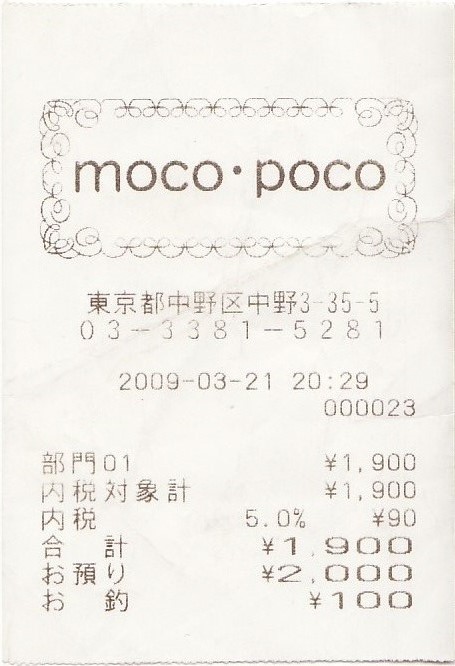 moco・poco
東京都中野区中野3-35-5
03-3381-5281
2009-03-21 20:29
000023
部門01 ¥1,900
内税対象計 ¥1,900
内税 5.0% ¥90
合 計 ¥1,900
お預り ¥2,000
お 釣 ¥100